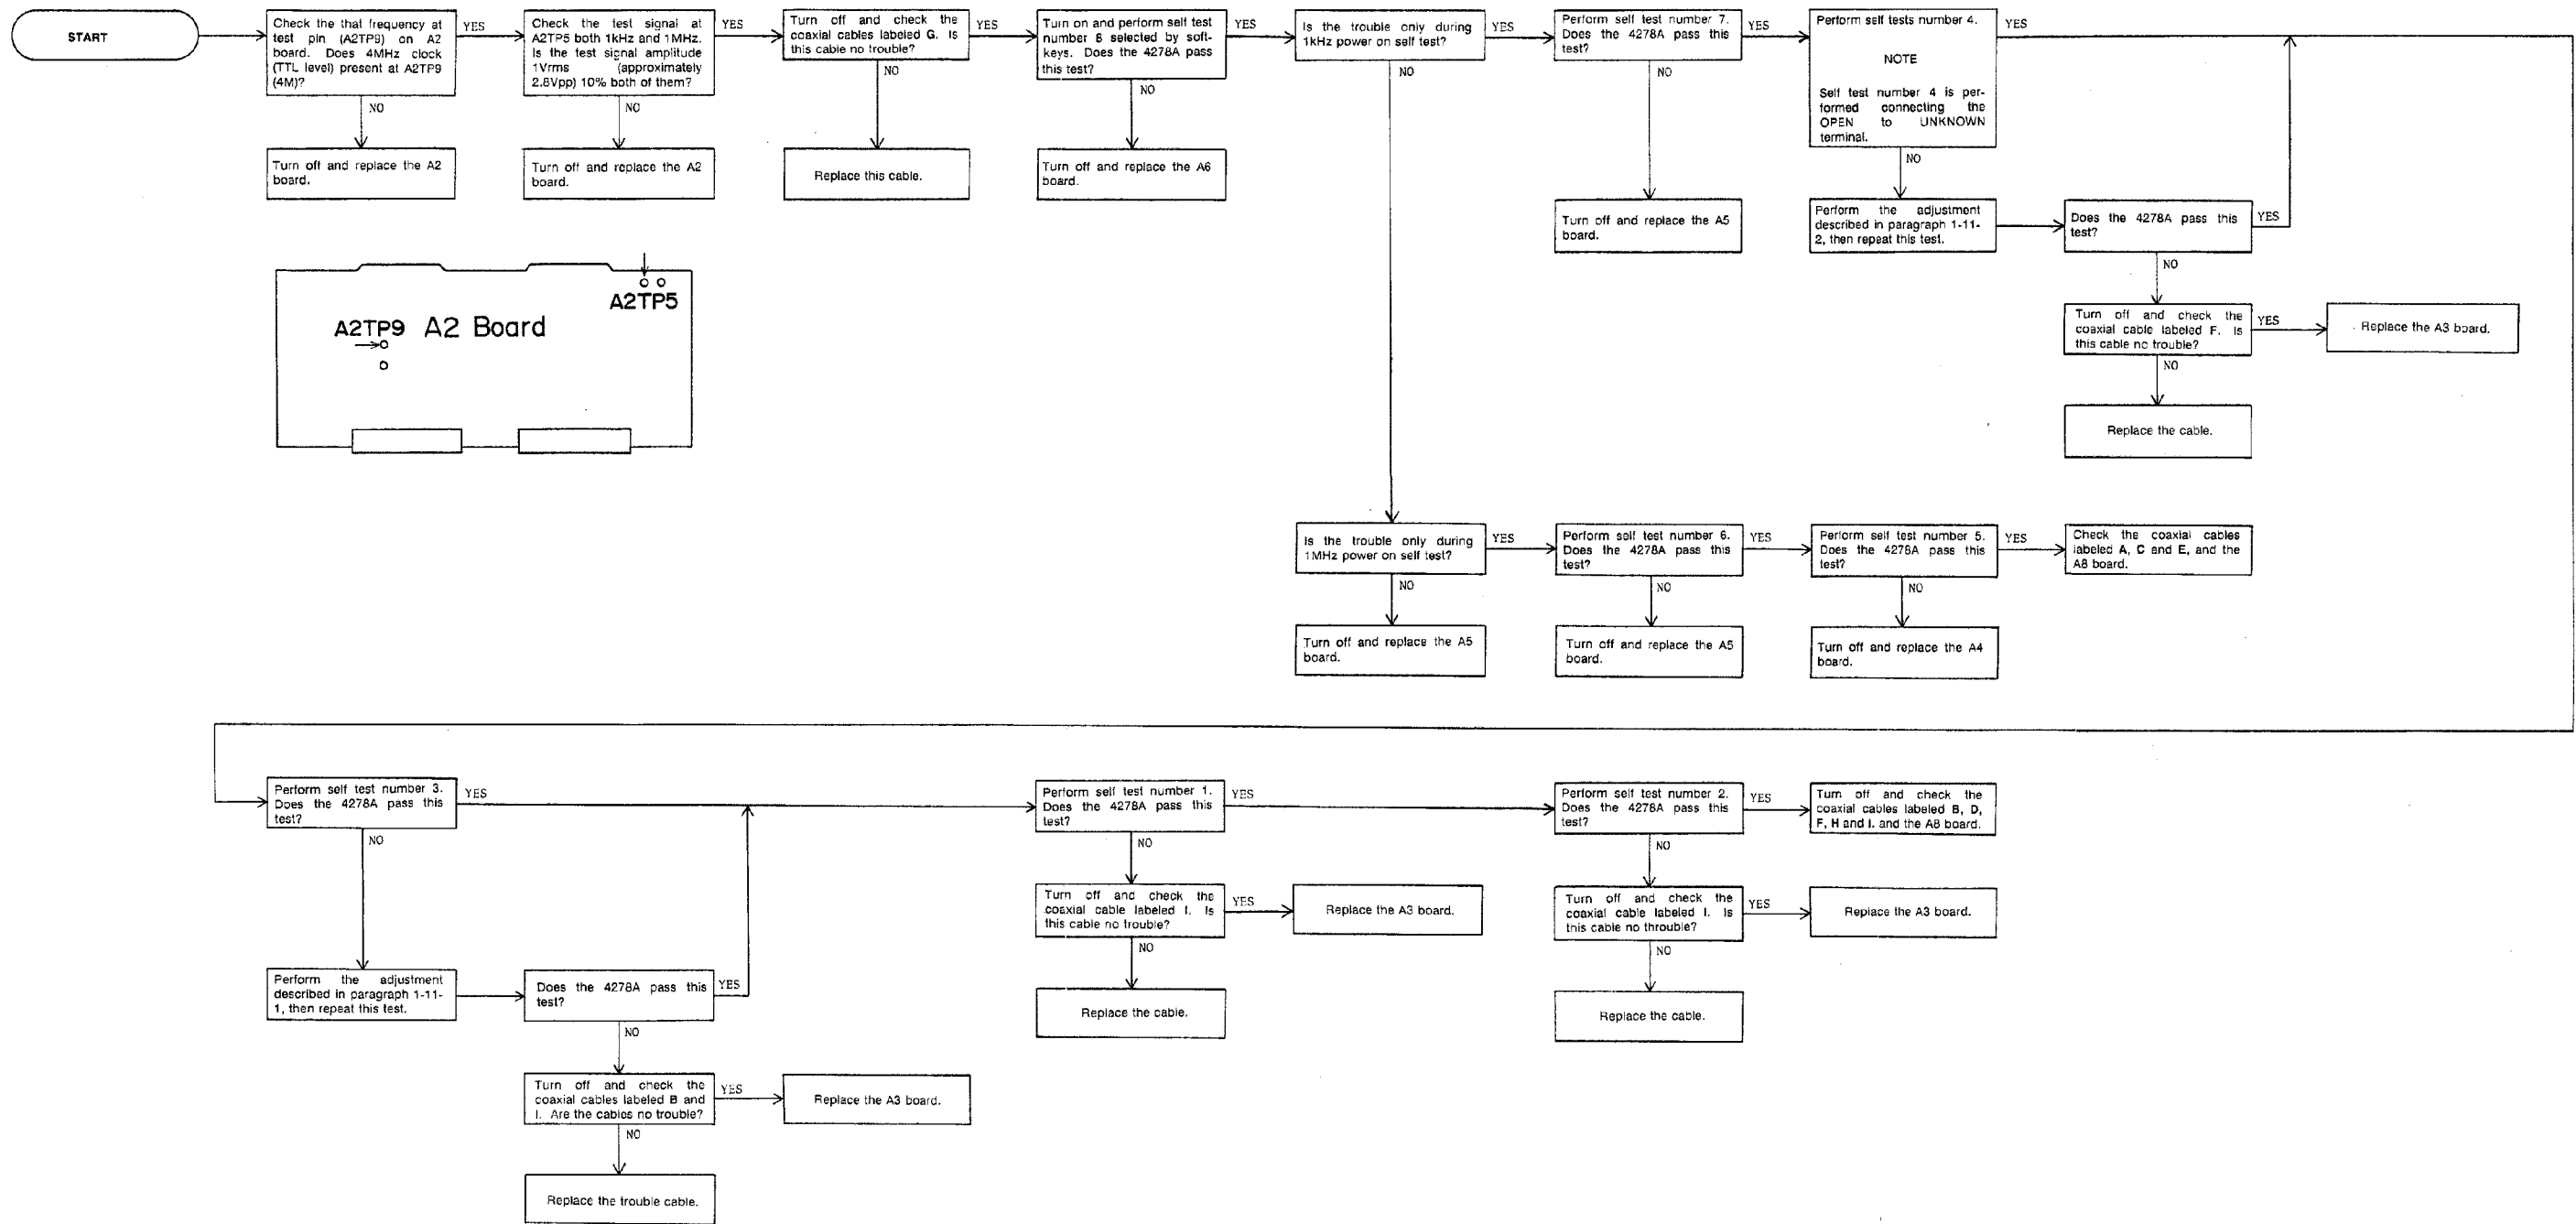 START
Check the that frequency at
test pin (A2TP9) on A2
board. Does 4MHz clock
(TTL level) present at A2TP9
(4M)?
YES
NO
Turn off and replace the A2
board.
Check the test signal at
A2TP5 both 1kHz and 1MHz.
Is the test signal amplitude
1Vrms (approximately
2.8Vpp) 10% both of them?
YES
NO
Turn off and replace the A2
board.
Turn off and check the
coaxial cables labeled G. Is
this cable no trouble?
YES
NO
Replace this cable.
Turn on and perform self test
number 8 selected by soft-
keys. Does the 4278A pass
this test?
YES
NO
Turn off and replace the A6
board.
Is the trouble only during
1kHz power on self test?
YES
NO
Perform self test number 7.
Does the 4278A pass this
test?
YES
NO
Turn off and replace the A5
board.
Perform self tests number 4.
NOTE
Self test number 4 is per-
formed connecting the
OPEN to UNKNOWN
terminal.
YES
NO
Perform the adjustment
described in paragraph 1-11-
2, then repeat this test.
Does the 4278A pass this
test?
YES
NO
Turn off and check the
coaxial cable labeled F. Is
this cable no trouble?
YES
Replace the A3 board.
NO
Replace the cable.
A2TP5
A2TP9 A2 Board
Is the trouble only during
1MHz power on self test?
YES
NO
Turn off and replace the A5
board.
Perform self test number 6.
Does the 4278A pass this
test?
YES
NO
Turn off and replace the A5
board.
Perform self test number 5.
Does the 4278A pass this
test?
YES
NO
Turn off and replace the A4
board.
Check the coaxial cables
labeled A, C and E, and the
A8 board.
Perform self test number 3.
Does the 4278A pass this
test?
YES
NO
Perform the adjustment
described in paragraph 1-11-
1, then repeat this test.
Does the 4278A pass this
test?
YES
NO
Turn off and check the
coaxial cables labeled B and
I. Are the cables no trouble?
YES
Replace the A3 board.
NO
Replace the trouble cable.
Perform self test number 1.
Does the 4278A pass this
test?
YES
NO
Turn off and check the
coaxial cable labeled I. Is
this cable no trouble?
YES
Replace the A3 board.
NO
Replace the cable.
Perform self test number 2.
Does the 4278A pass this
test?
YES
NO
Turn off and check the
coaxial cable labeled I. Is
this cable no throuble?
YES
Replace the A3 board.
NO
Replace the cable.
Turn off and check the
coaxial cables labeled B, D,
F, H and I. and the A8 board.